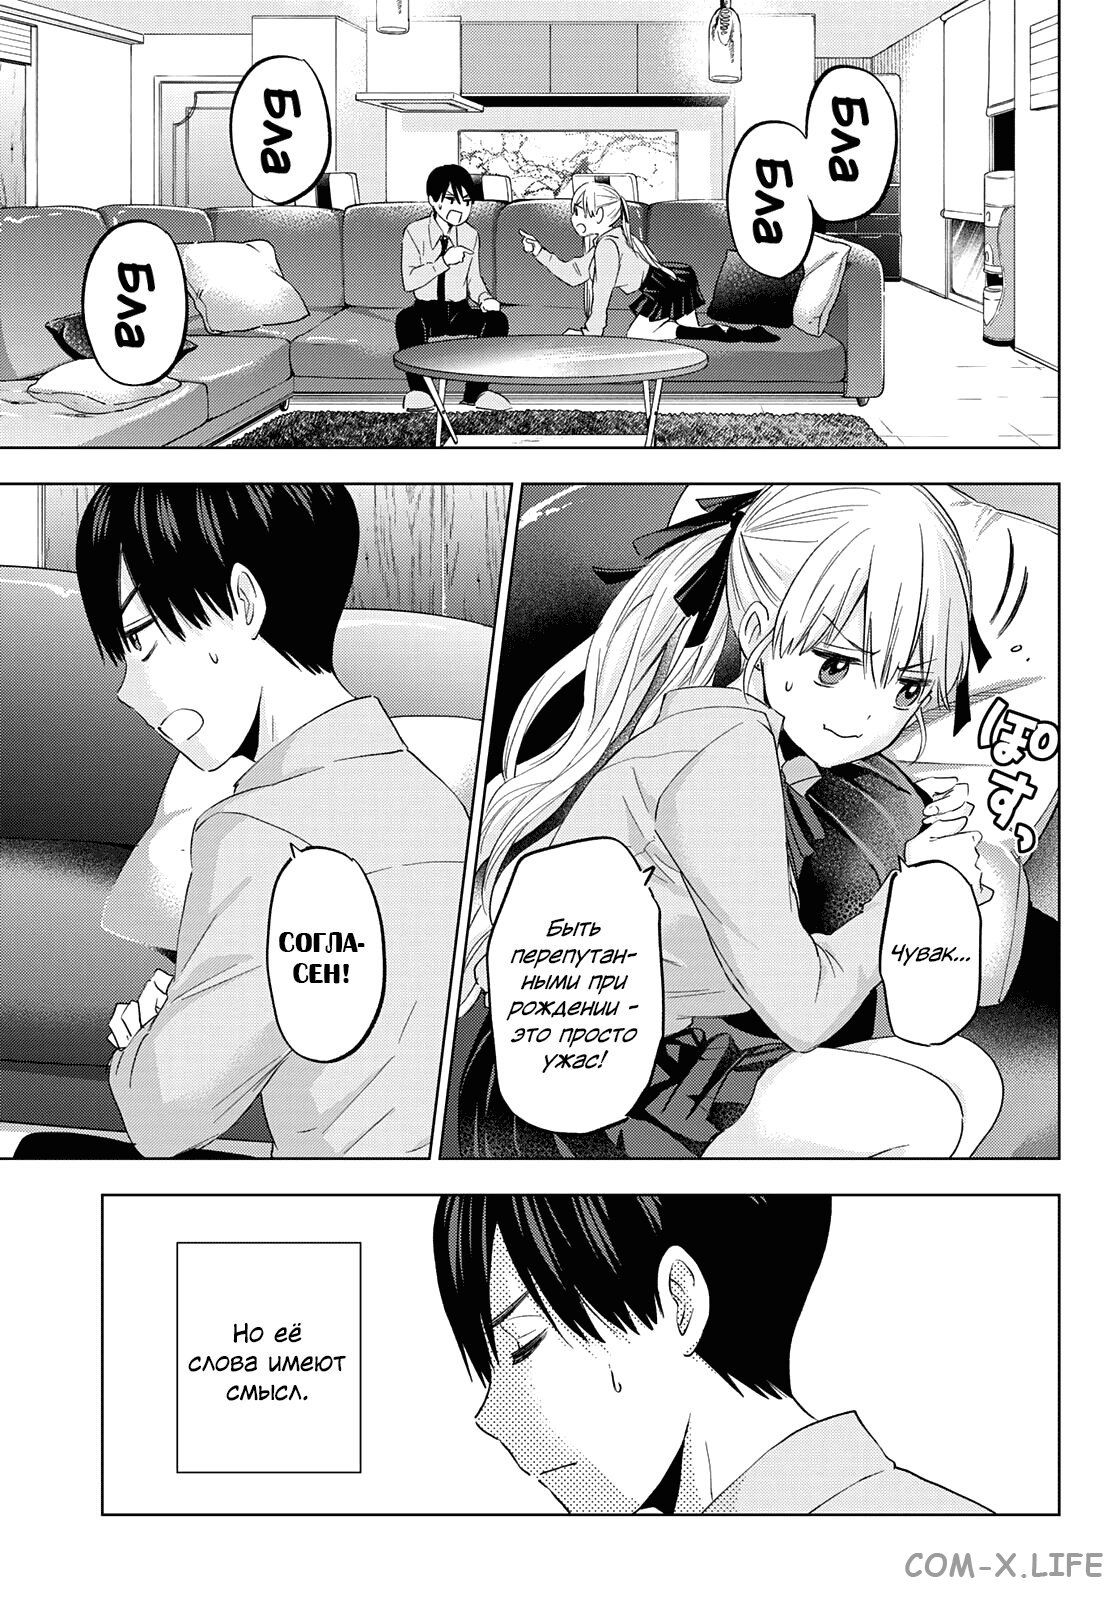 Бла
Бла
Бла
Бла
Чувак...
ぽすっ
Быть
перепутан-
ными при
рождении -
это просто
ужас!
СОГЛА-
СЕН!
Но её
слова имеют
смысл.
COM-X.LIFE